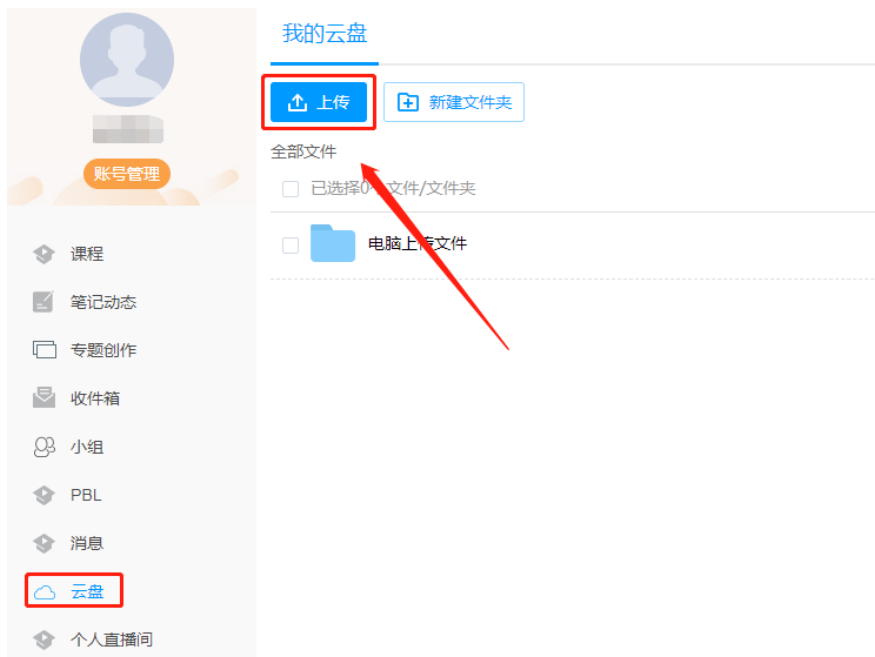 我的云盘
上传
新建文件夹
账号管理
全部文件
已选择0个文件/文件夹
电脑上传文件
课程
笔记动态
专题创作
收件箱
小组
PBL
消息
云盘
个人直播间